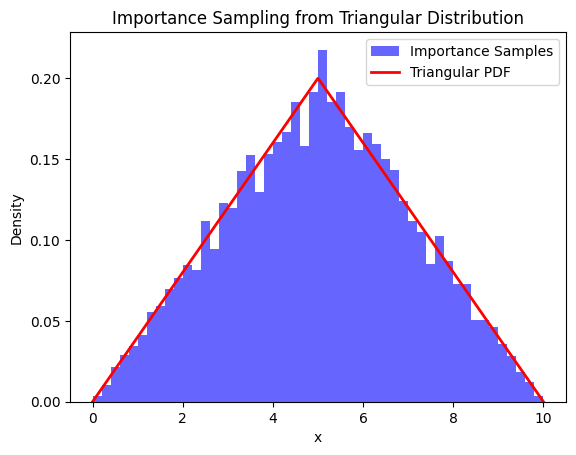 Importance Sampling from Triangular Distribution
Importance Samples
Triangular PDF
Density
0.20
0.15
0.10
0.05
0.00
0 2 4 6 8 10
x